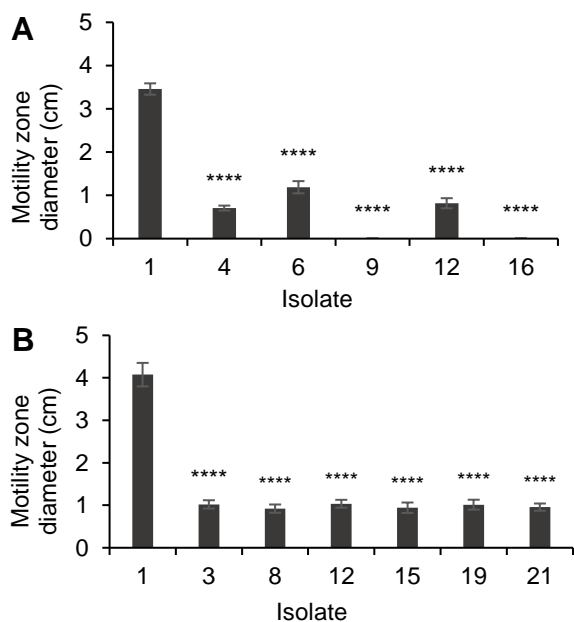 A
Motility zone
diameter (cm)
5
4
3
2
1
0
**** **** **** **** ****
1 4 6 9 12 16
Isolate
B
Motility zone
diameter (cm)
5
4
3
2
1
0
**** **** **** **** **** ****
1 3 8 12 15 19 21
Isolate